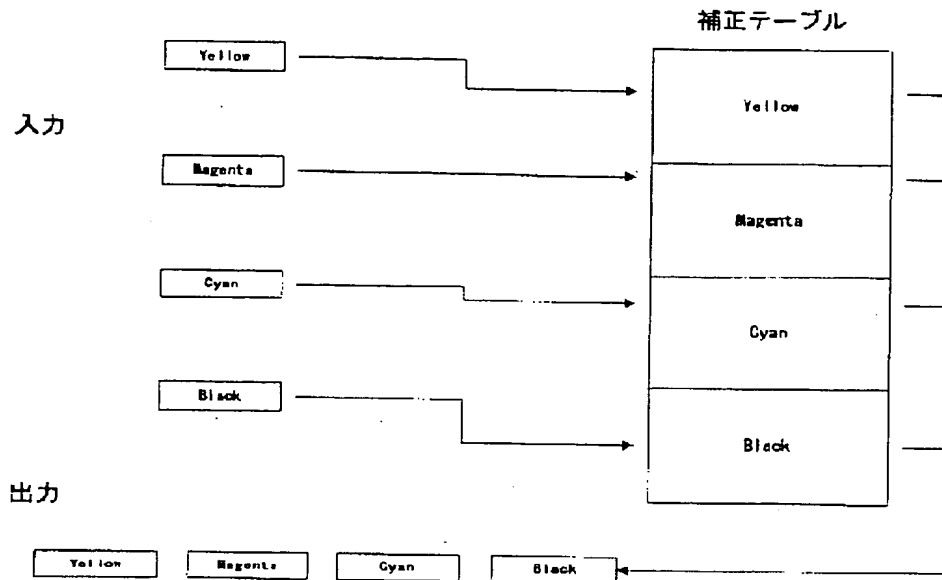 補正テーブル
Yellow
Yellow
入力
Magenta
Magenta
Cyan
Cyan
Black
Black
出力
Yellow Magenta Cyan Black